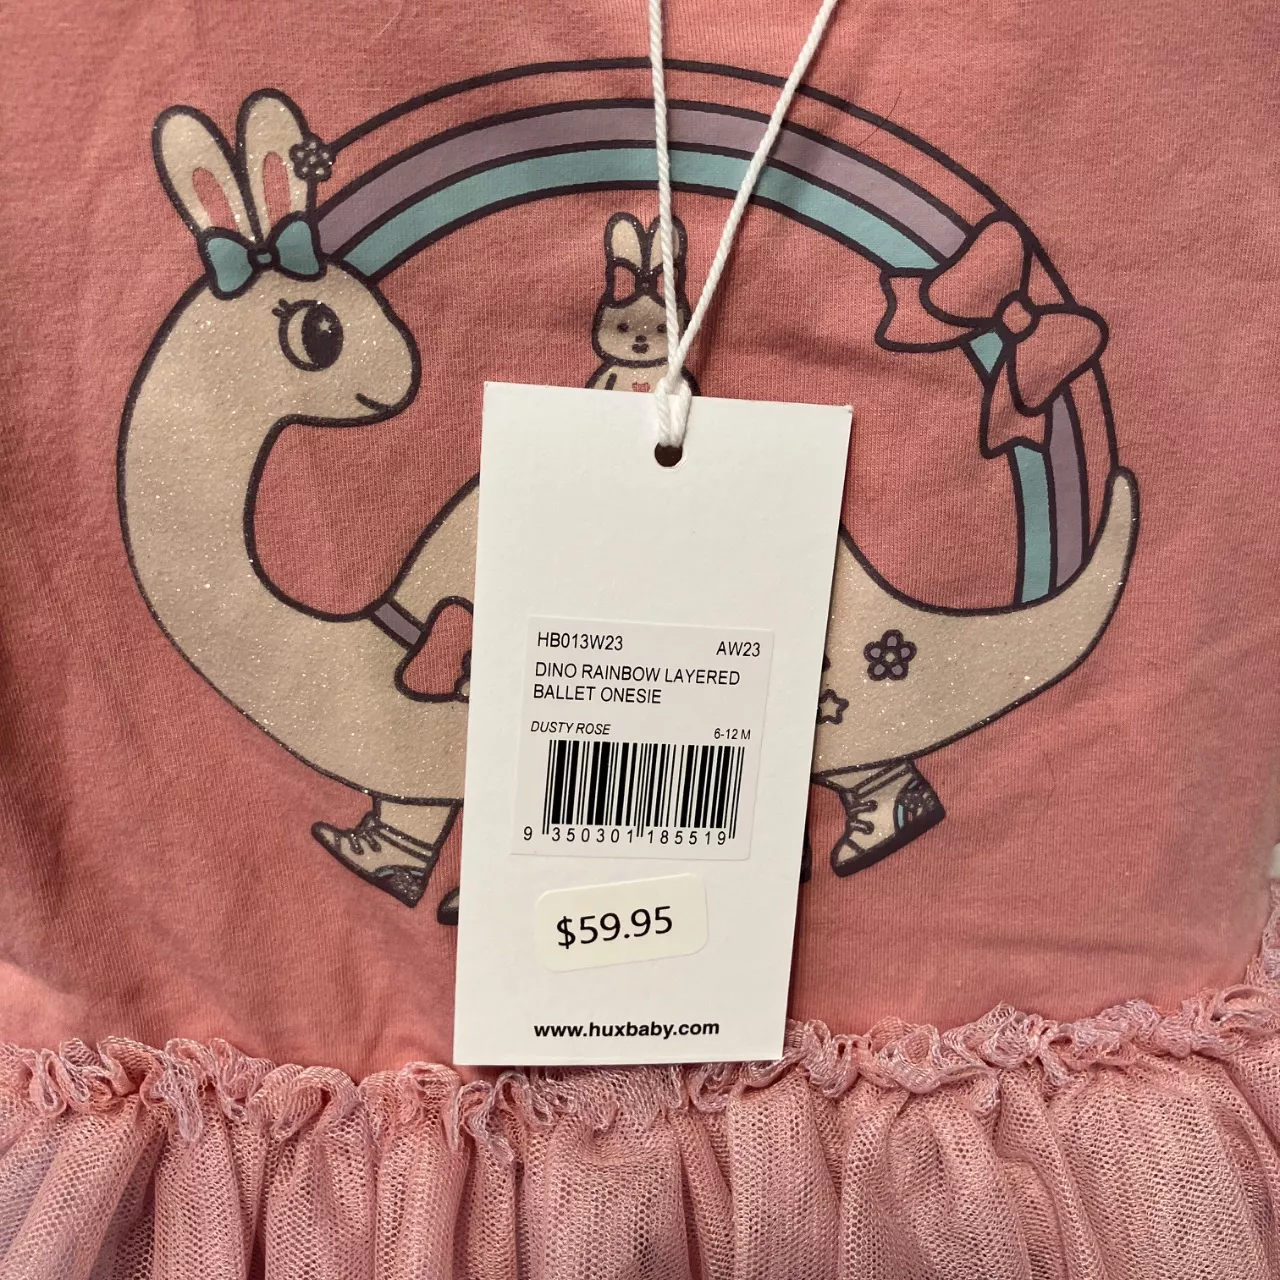 HB013W23 AW23
DINO RAINBOW LAYERED
BALLET ONESIE
DUSTY ROSE 6-12 M
9 350301 185519
$59.95
www.huxbaby.com